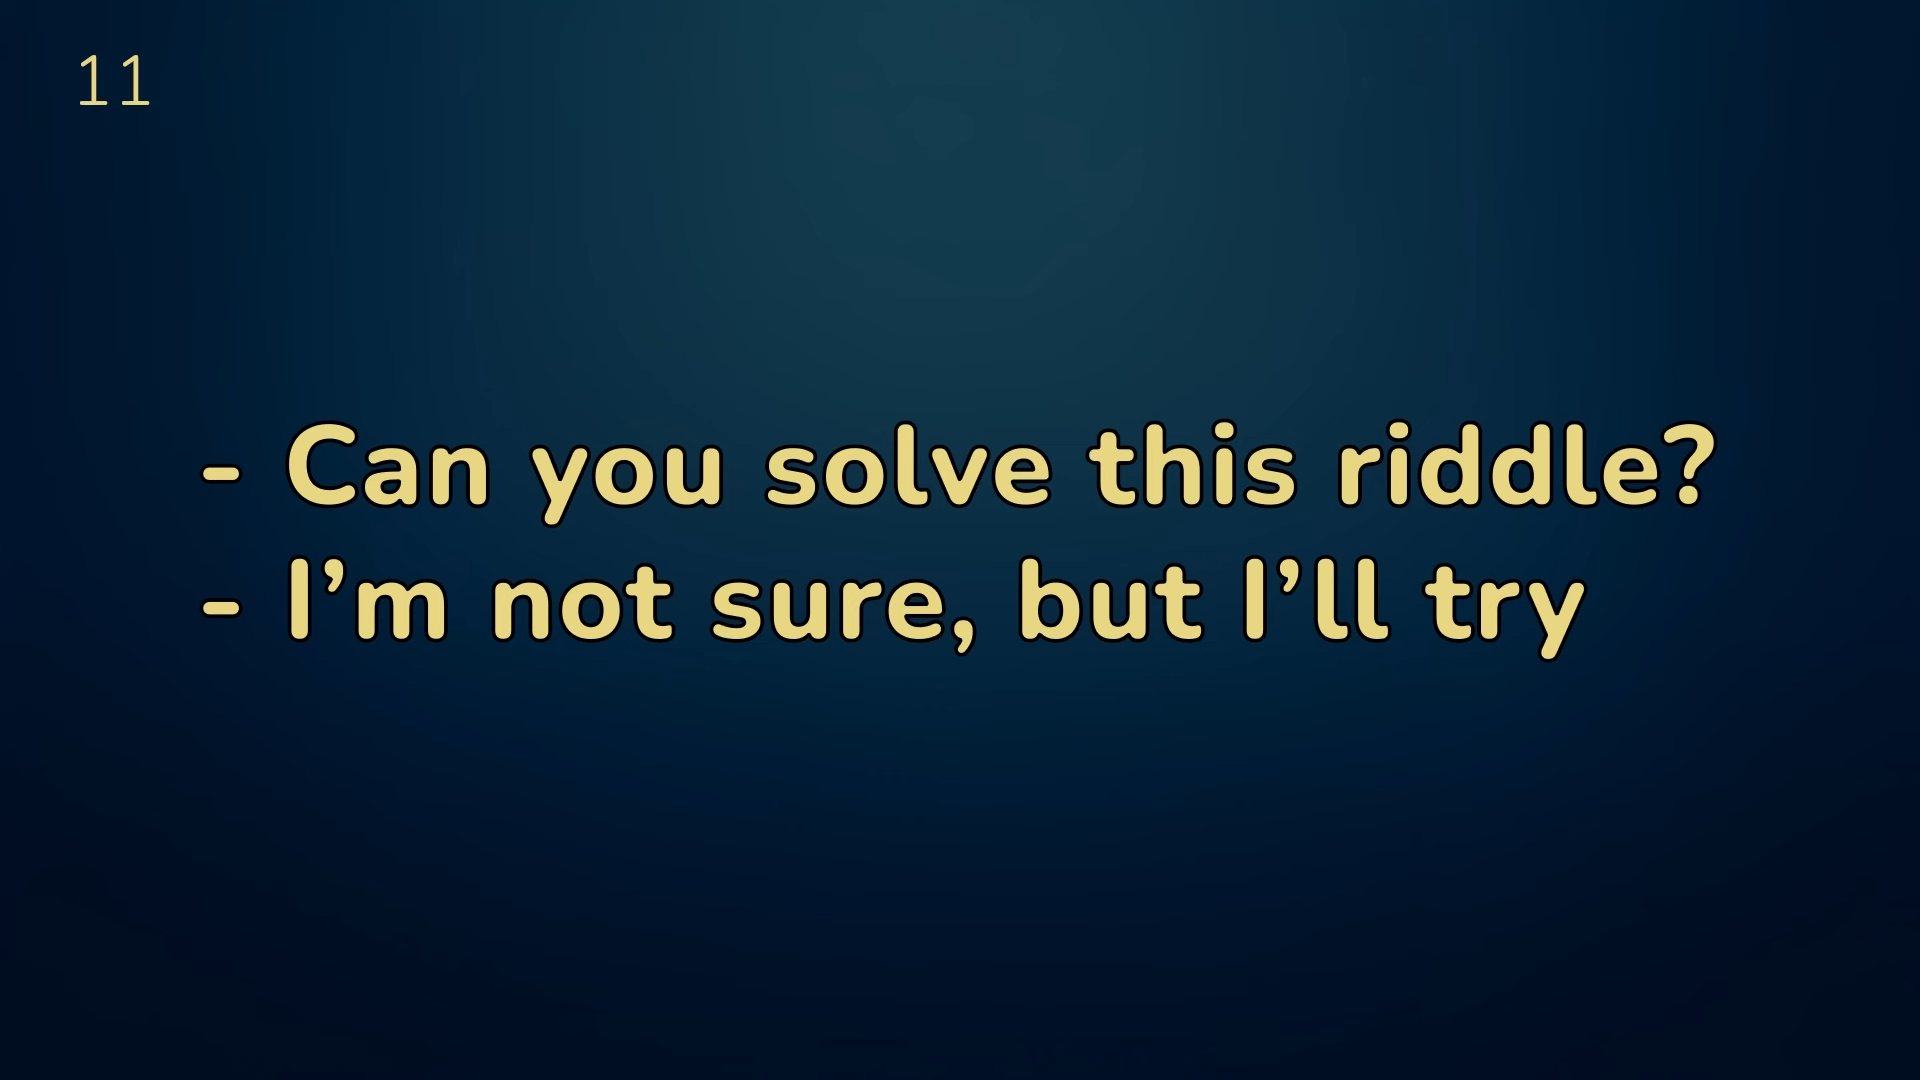 11
- Can you solve this riddle?
- I’m not sure, but I’ll try